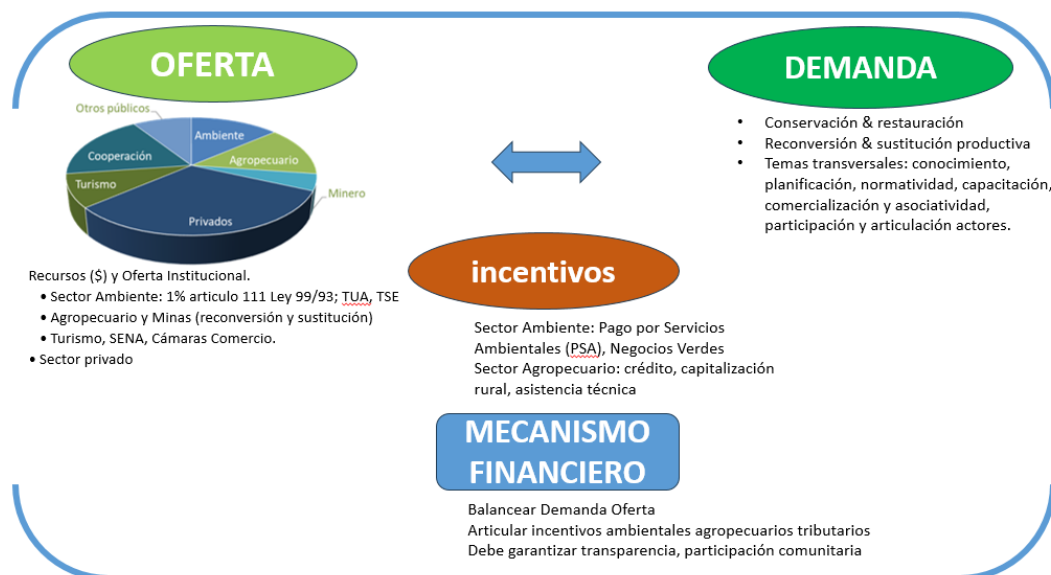 OFERTA
Otros públicos
Ambiente
Cooperación
Agropecuario
Turismo
Minero
Privados
Recursos ($) y Oferta Institucional.
• Sector Ambiente: 1% articulo 111 Ley 99/93; TUA, TSE
• Agropecuario y Minas (reconversión y sustitución)
• Turismo, SENA, Cámaras Comercio.
• Sector privado
DEMANDA
• Conservación & restauración
• Reconversión & sustitución productiva
• Temas transversales: conocimiento,
planificación, normatividad, capacitación,
comercialización y asociatividad,
participación y articulación actores.
incentivos
Sector Ambiente: Pago por Servicios
Ambientales (PSA), Negocios Verdes
Sector Agropecuario: crédito, capitalización
rural, asistencia técnica
MECANISMO
FINANCIERO
Balancear Demanda Oferta
Articular incentivos ambientales agropecuarios tributarios
Debe garantizar transparencia, participación comunitaria